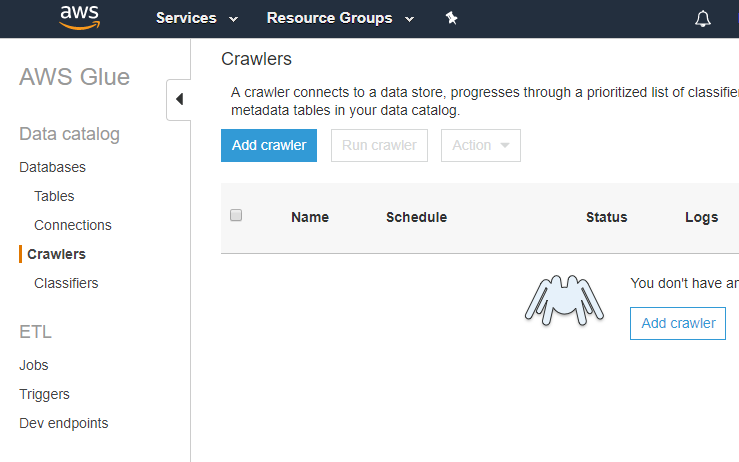 aws
Services
Resource Groups
AWS Glue
Data catalog
Databases
Tables
Connections
Crawlers
Classifiers
ETL
Jobs
Triggers
Dev endpoints
Crawlers
A crawler connects to a data store, progresses through a prioritized list of
metadata tables in your data catalog.
Add crawler
Run crawler
Action
Name
Schedule
Status
Logs
You don't have
Add crawler